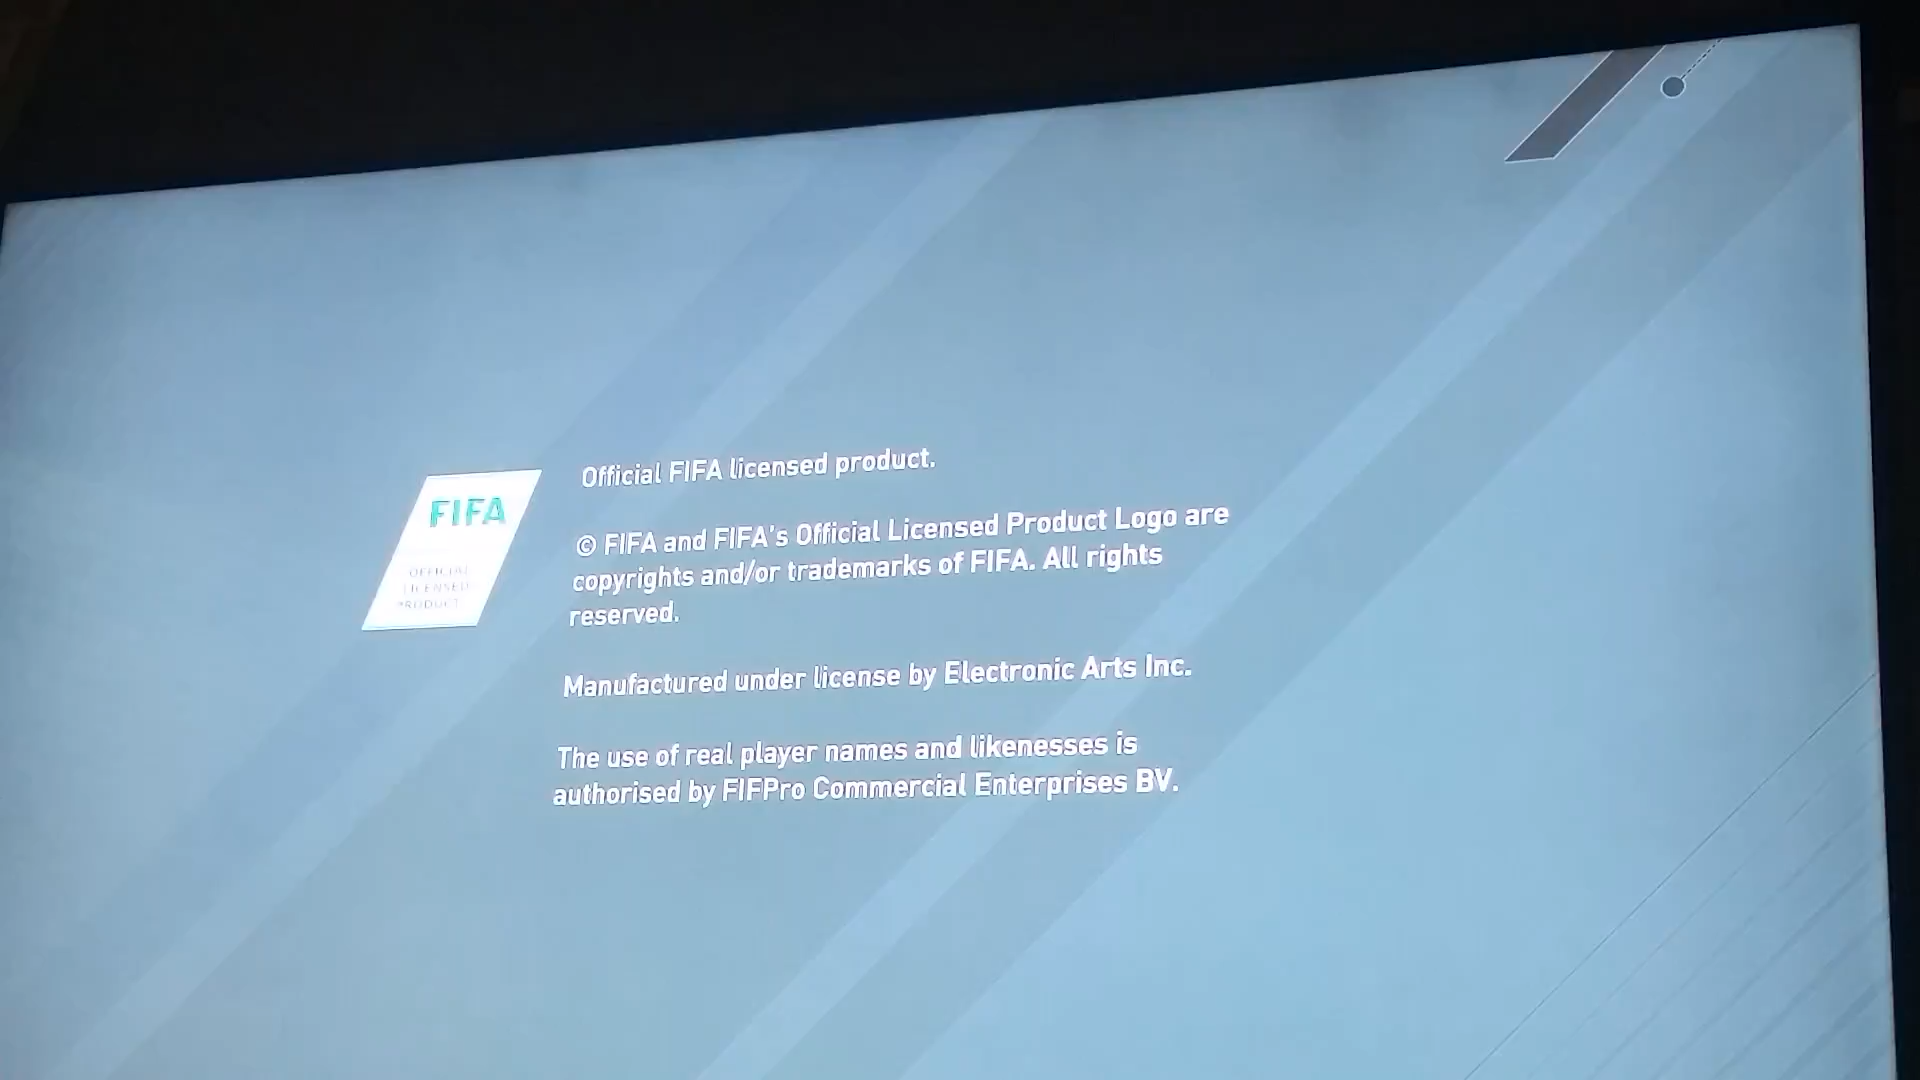 FIFA
OFFICIAL
LICENSED
PRODUCT
Official FIFA licensed product.
© FIFA and FIFA's Official Licensed Product Logo are
copyrights and/or trademarks of FIFA. All rights
reserved.
Manufactured under license by Electronic Arts Inc.
The use of real player names and likenesses is
authorised by FIFPro Commercial Enterprises BV.